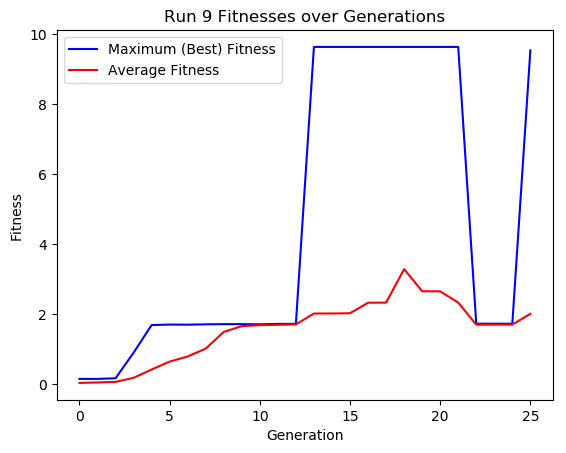 Run 9 Fitnesses over Generations
Maximum (Best) Fitness
Average Fitness
Fitness
10
8
6
4
2
0
0 5 10 15 20 25
Generation